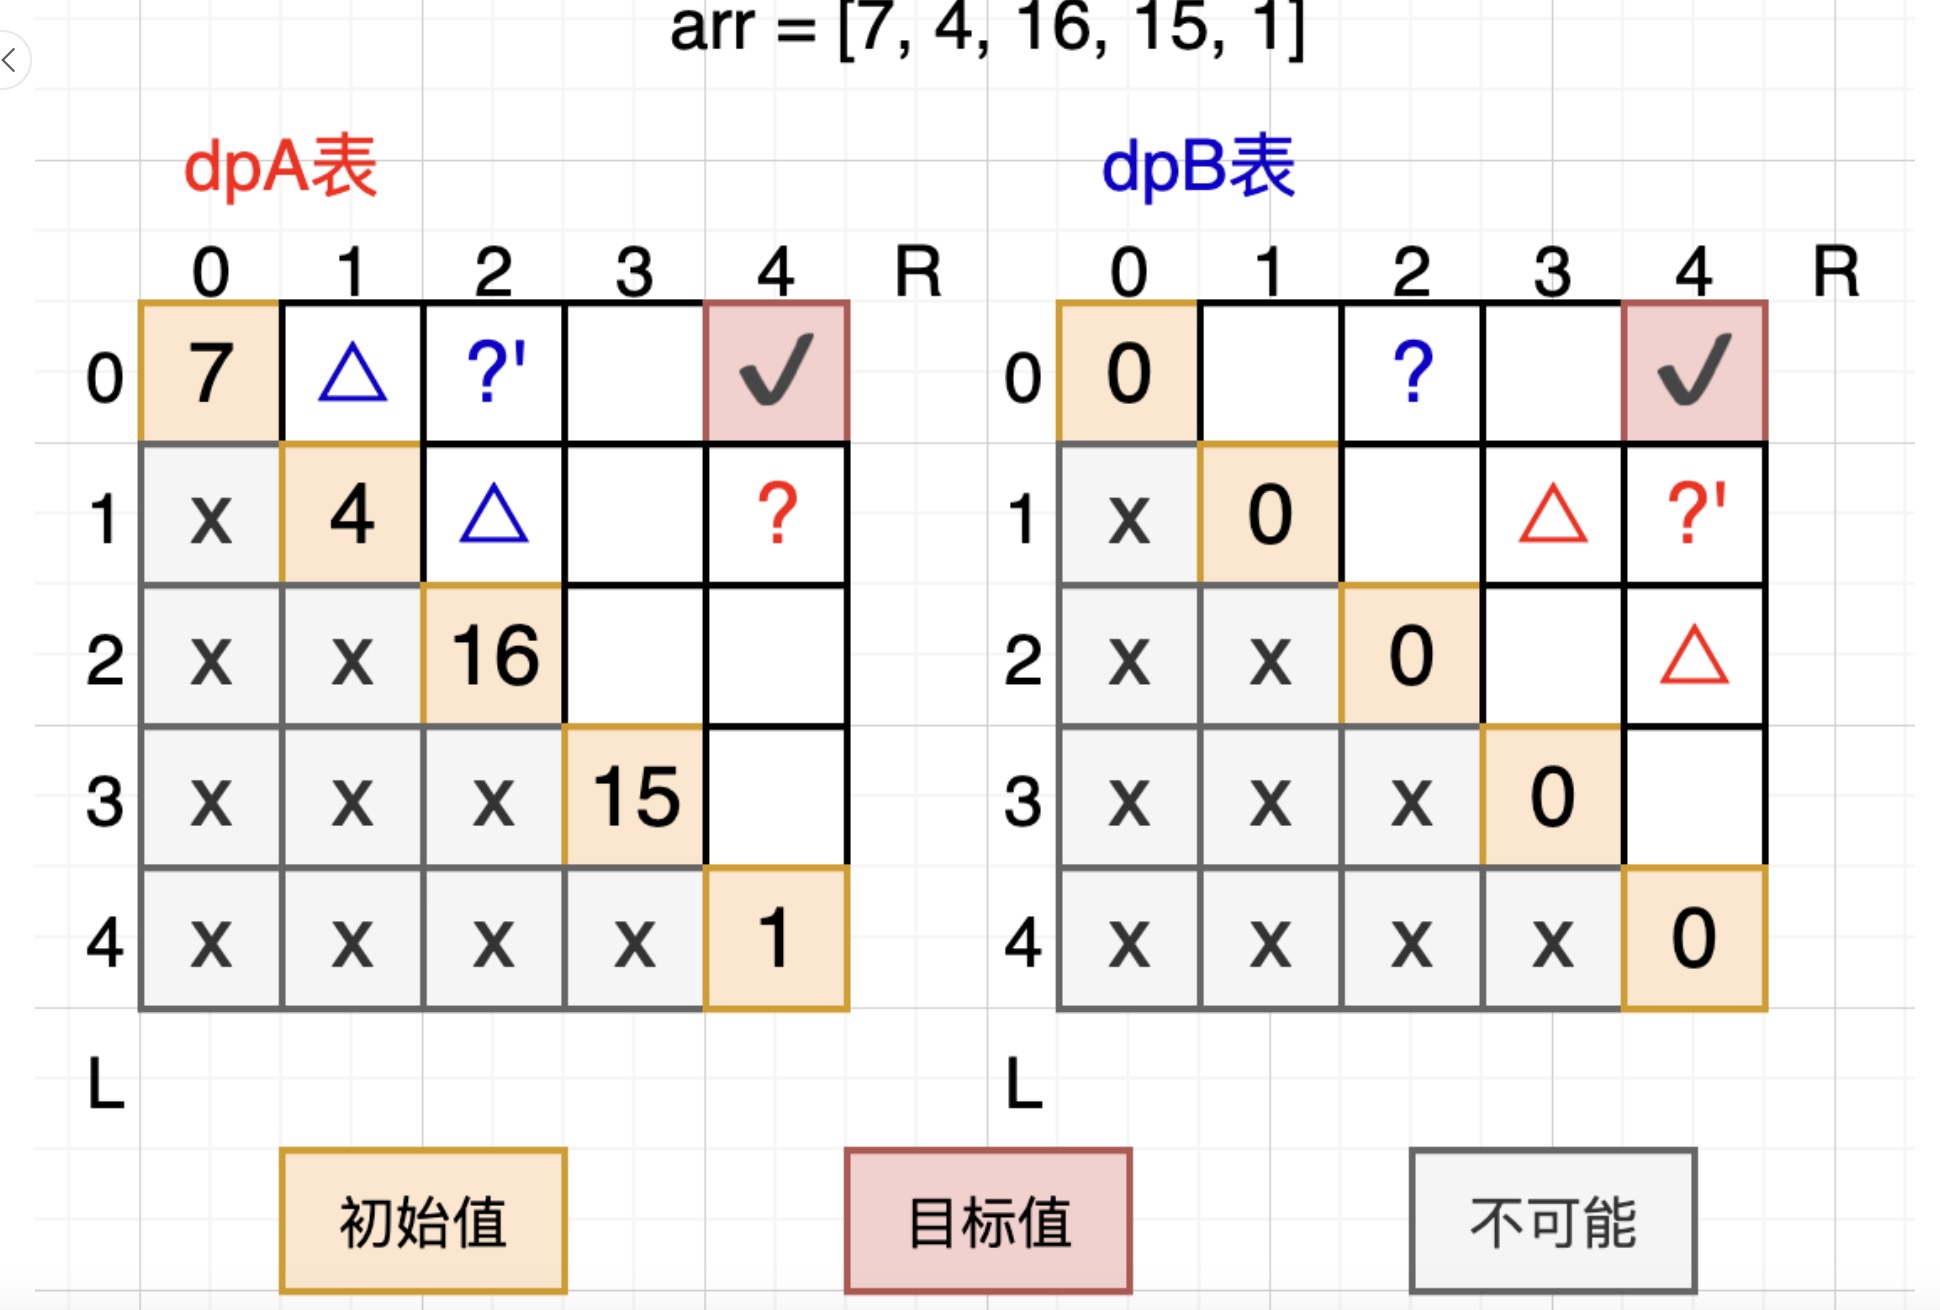 arr = [7, 4, 16, 15, 1]
dpA表 dpB表
0 1 2 3 4 R 0 1 2 3 4 R
0 7 △ ?' ✔ 0 0 ? ✔
1 x 4 △ ? 1 x 0 △ ?'
2 x x 16 2 x x 0 △
3 x x x 15 3 x x x 0
4 x x x x 1 4 x x x x 0
L L
初始值 目标值 不可能